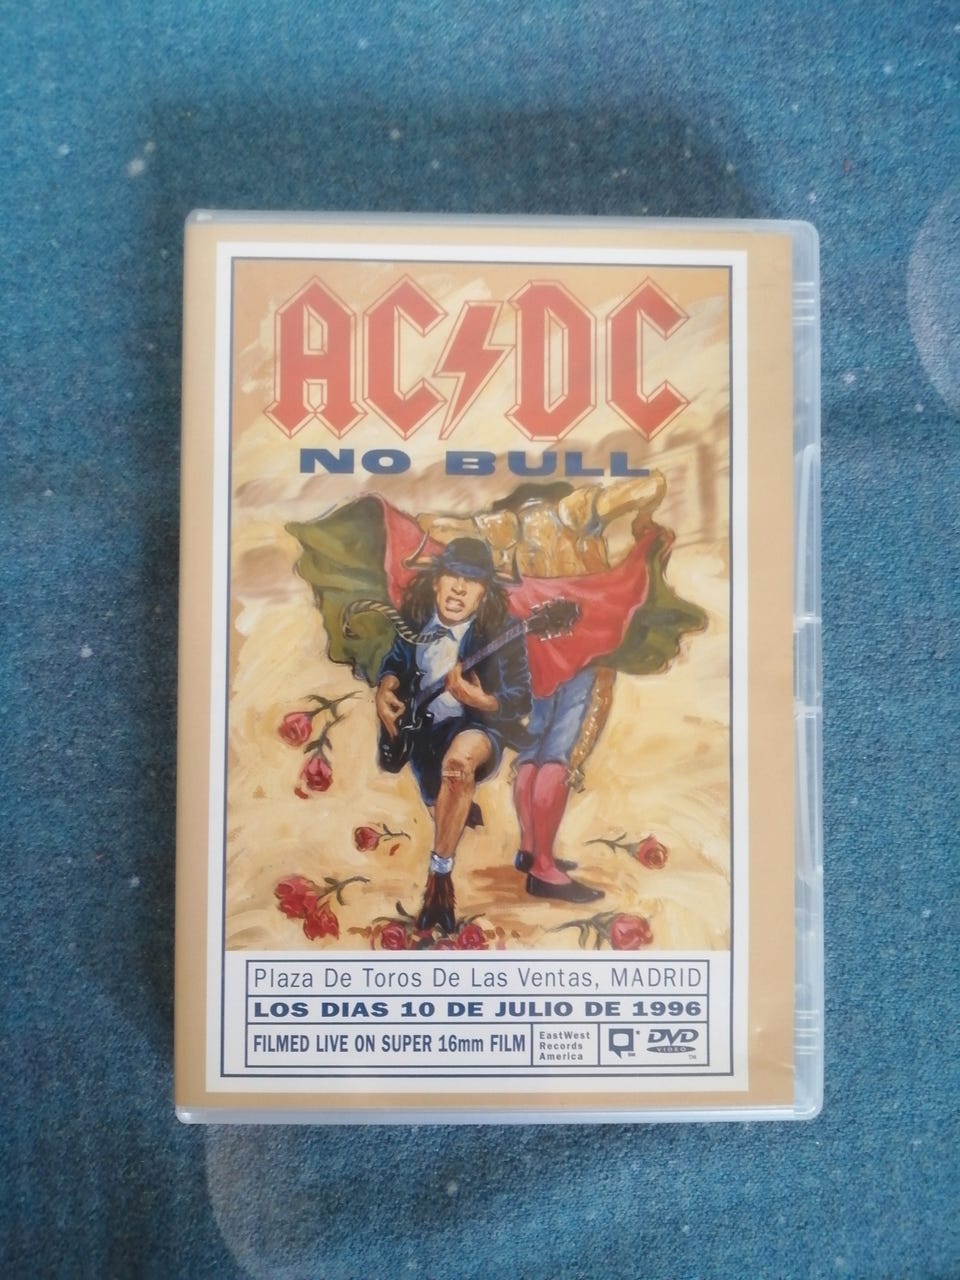 AC⚡DC
NO BULL
Plaza De Toros De Las Ventas, MADRID
LOS DIAS 10 DE JULIO DE 1996
FILMED LIVE ON SUPER 16mm FILM
EastWest
Records
America
DVD
VIDEO
TM